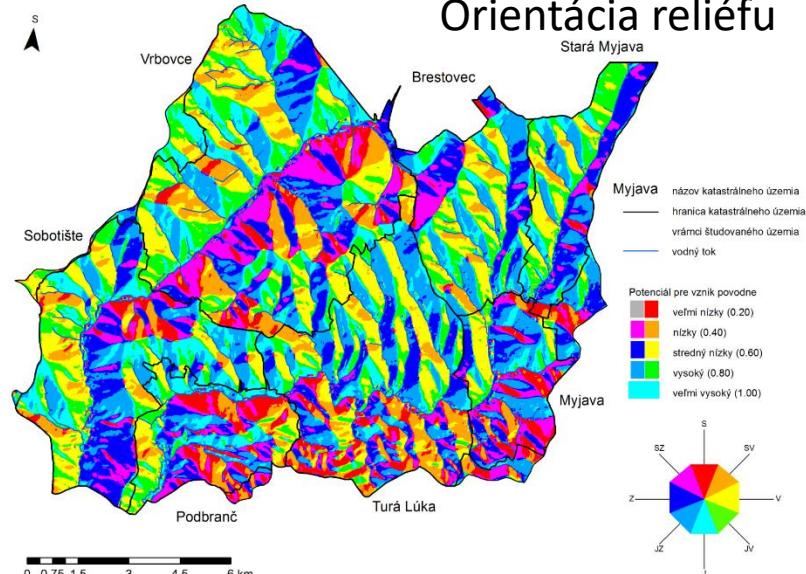 Orientácia reliéfu
S
Vrbovce
Brestovec
Stará Myjava
Sobotište
Myjava
Podbranč
Turá Lúka
Myjava názov katastrálneho územia
hranica katastrálneho územia
vrámci študovaného územia
vodný tok
Potenciál pre vznik povodne
veľmi nízky (0.20)
nízky (0.40)
stredný nízky (0.60)
vysoký (0.80)
veľmi vysoký (1.00)
S
SZ SV
Z V
JZ JV
J
0 0,75 1,5 3 4,5 6 km